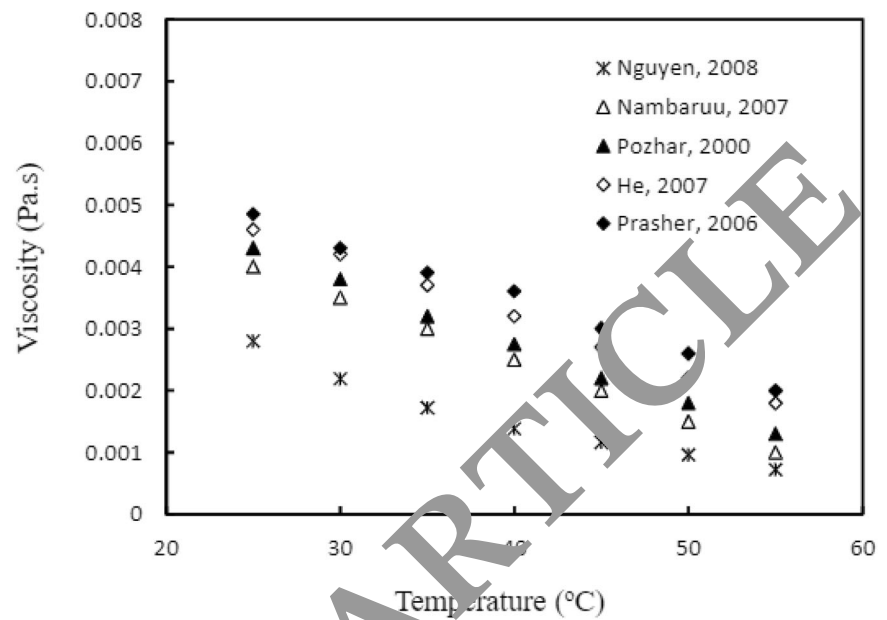 0.008
0.007
0.006
0.005
0.004
0.003
0.002
0.001
0
Viscosity (Pa.s)
Nguyen, 2008
Nambaruu, 2007
Pozhar, 2000
He, 2007
Prasher, 2006
20 30 40 50 60
Temperature (°C)
ARTICLE